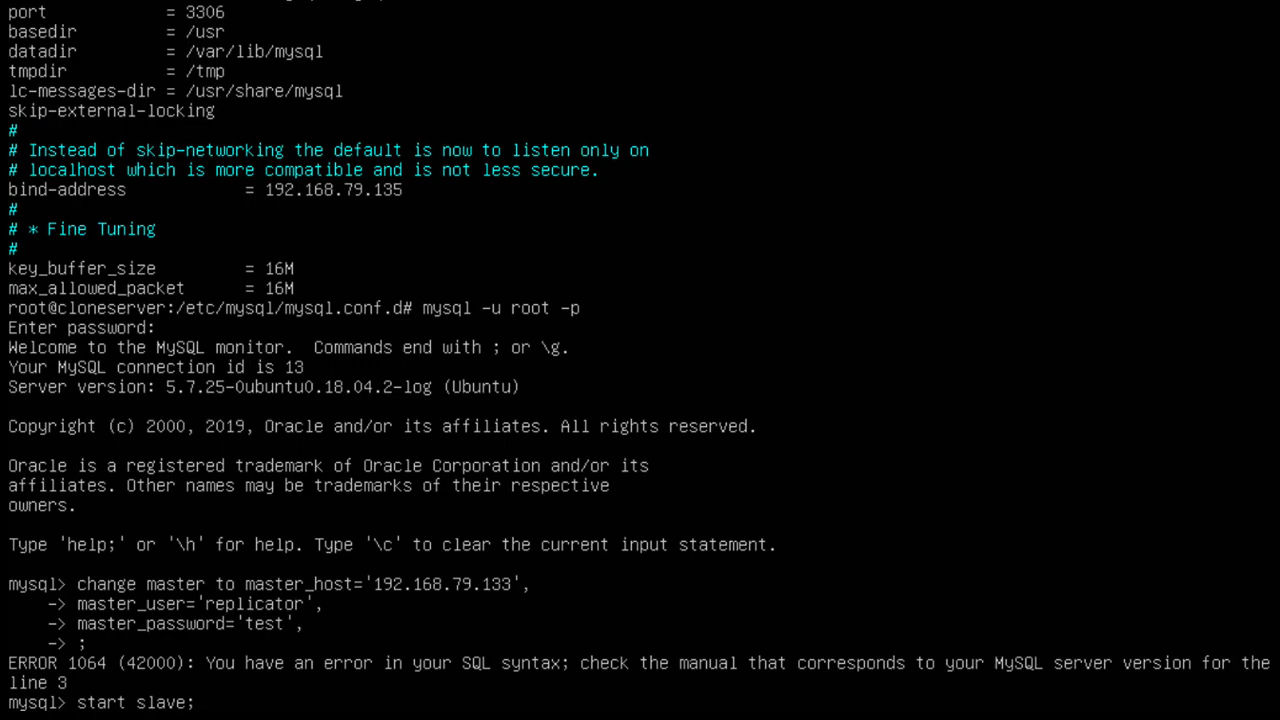 port            = 3306
basedir         = /usr
datadir         = /var/lib/mysql
tmpdir          = /tmp
lc-messages-dir = /usr/share/mysql
skip-external-locking
#
# Instead of skip-networking the default is now to listen only on
# localhost which is more compatible and is not less secure.
bind-address            = 192.168.79.135
#
# * Fine Tuning
#
key_buffer_size         = 16M
max_allowed_packet      = 16M
root@cloneserver:/etc/mysql/mysql.conf.d# mysql -u root -p
Enter password:
Welcome to the MySQL monitor.  Commands end with ; or \g.
Your MySQL connection id is 13
Server version: 5.7.25-0ubuntu0.18.04.2-log (Ubuntu)
Copyright (c) 2000, 2019, Oracle and/or its affiliates. All rights reserved.
Oracle is a registered trademark of Oracle Corporation and/or its
affiliates. Other names may be trademarks of their respective
owners.
Type 'help;' or '\h' for help. Type '\c' to clear the current input statement.
mysql> change master to master_host='192.168.79.133',
    -> master_user='replicator',
    -> master_password='test',
    -> ;
ERROR 1064 (42000): You have an error in your SQL syntax; check the manual that corresponds to your MySQL server version for the
line 3
mysql> start slave;